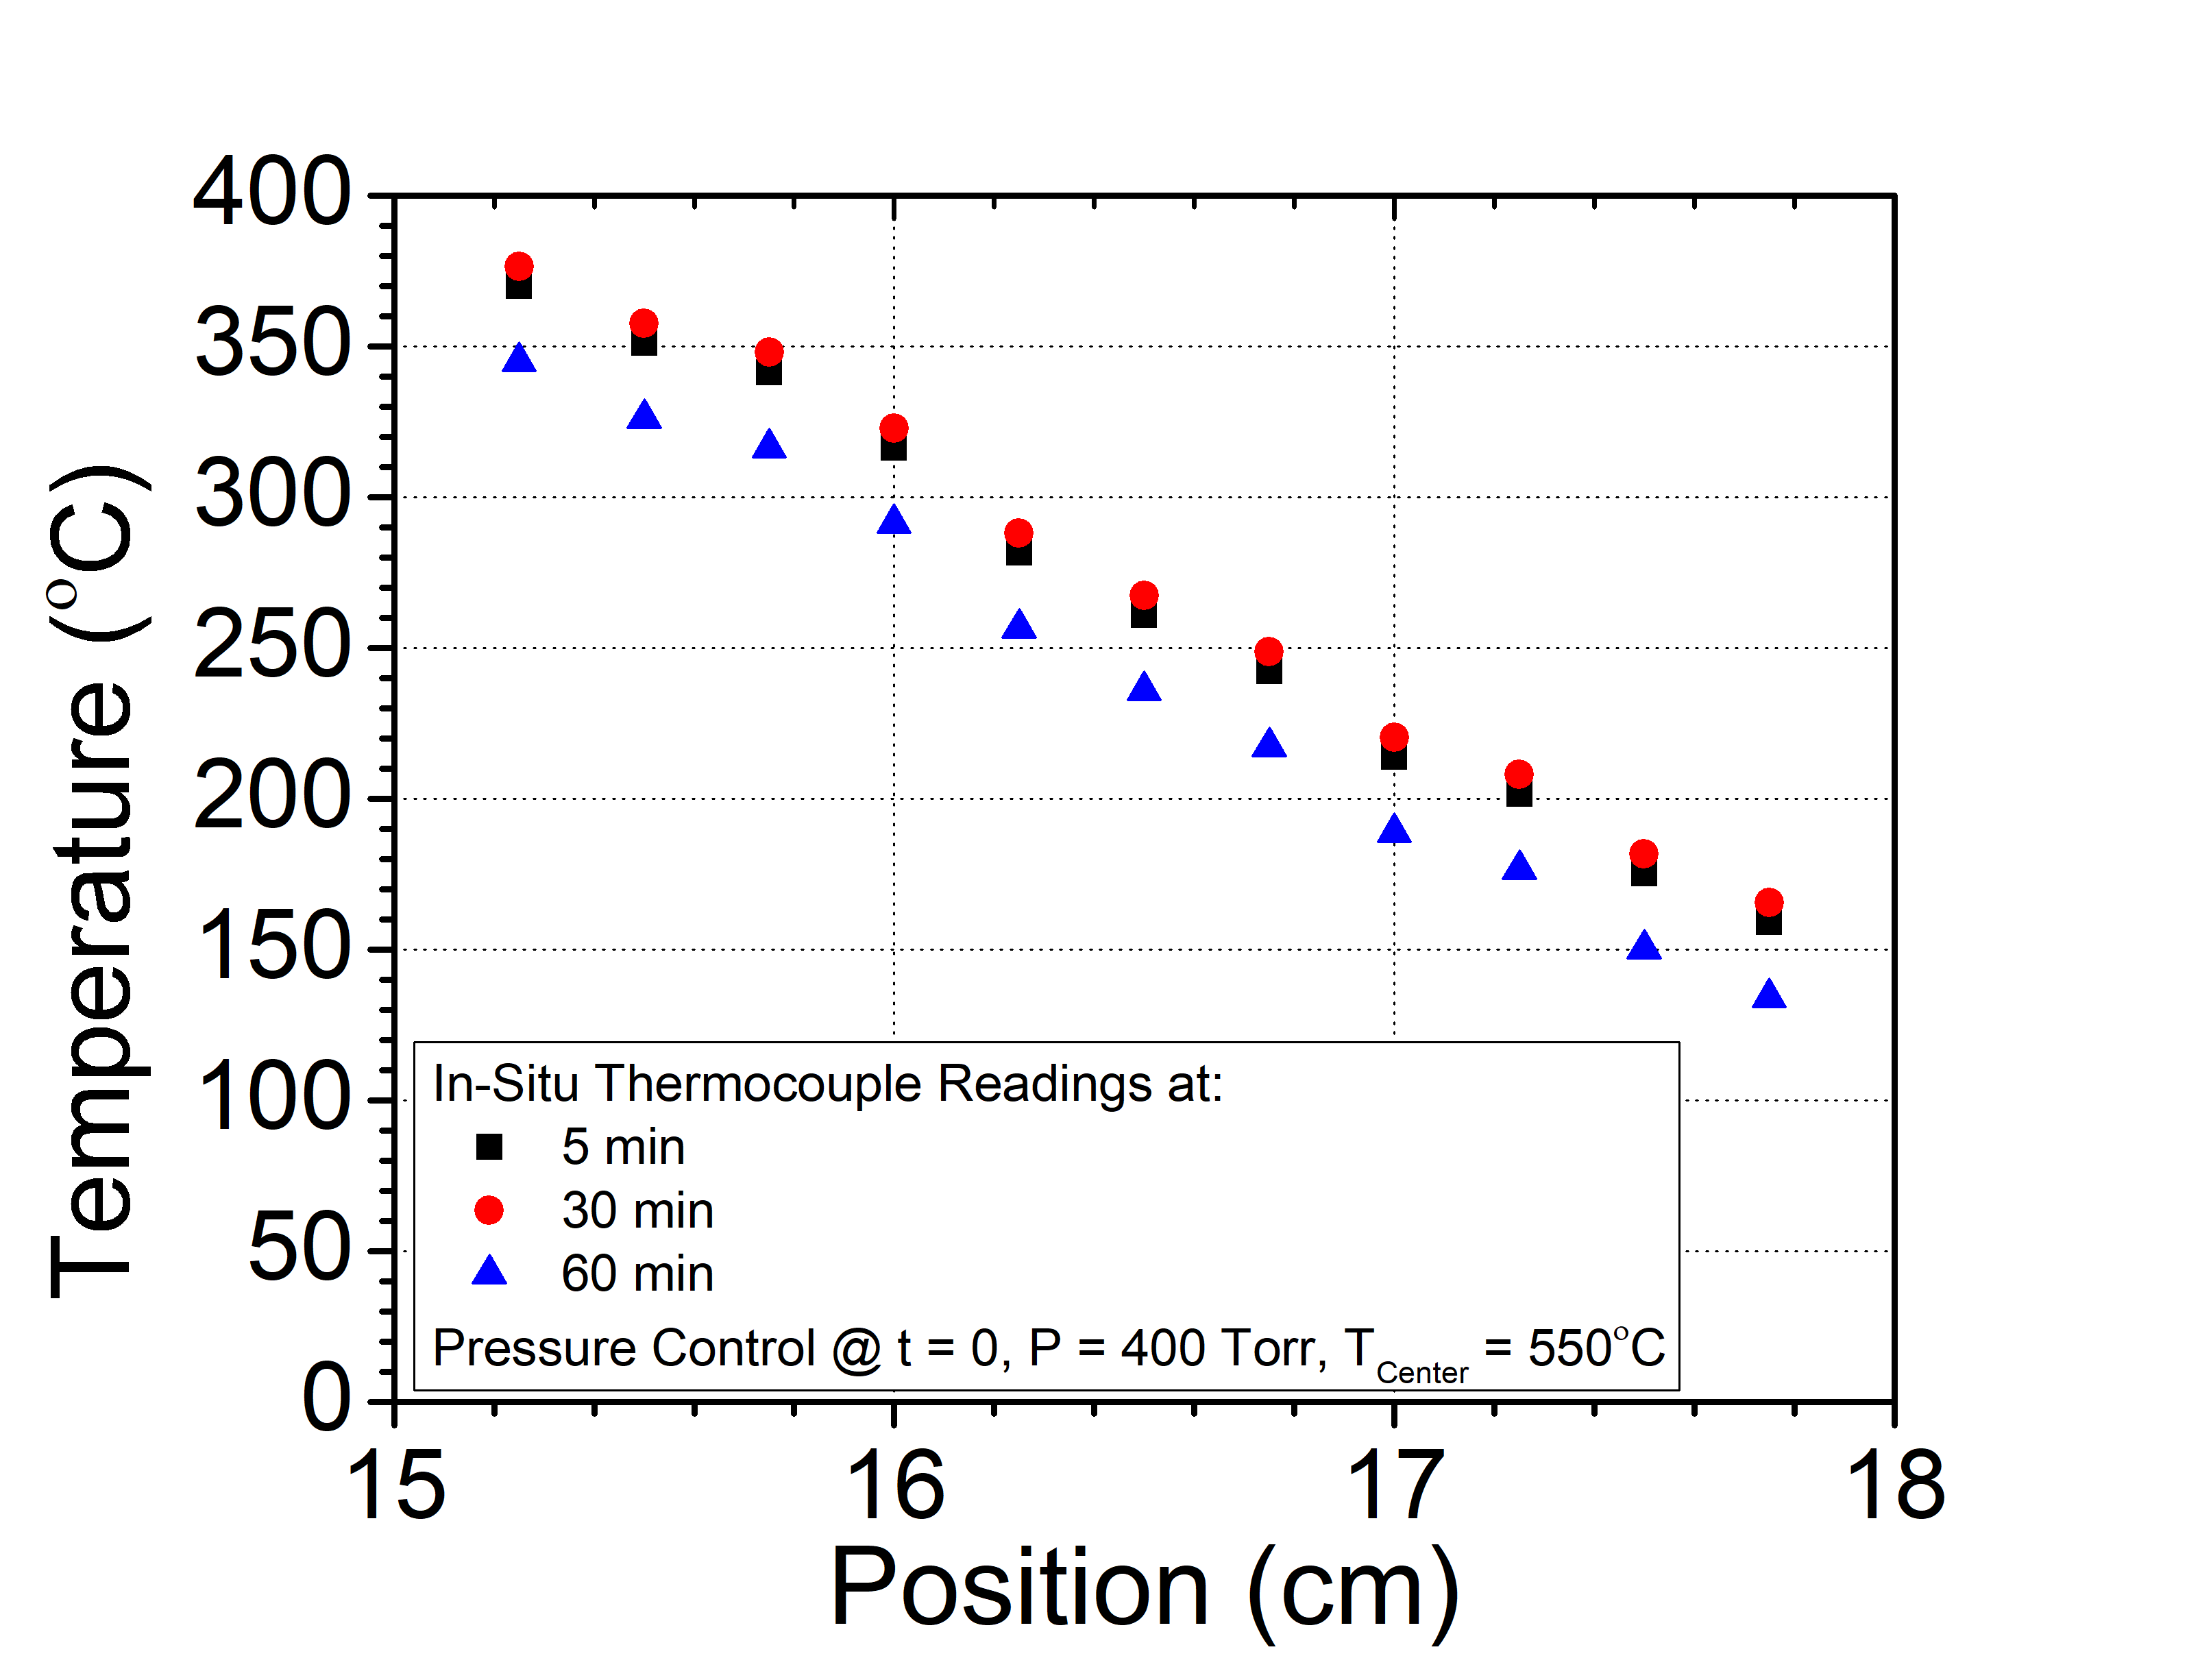 400
350
300
250
200
150
100
50
0
Temperature (°C)
In-Situ Thermocouple Readings at:
5 min
30 min
60 min
Pressure Control @ t = 0, P = 400 Torr, TCenter = 550°C
15 16 17 18
Position (cm)